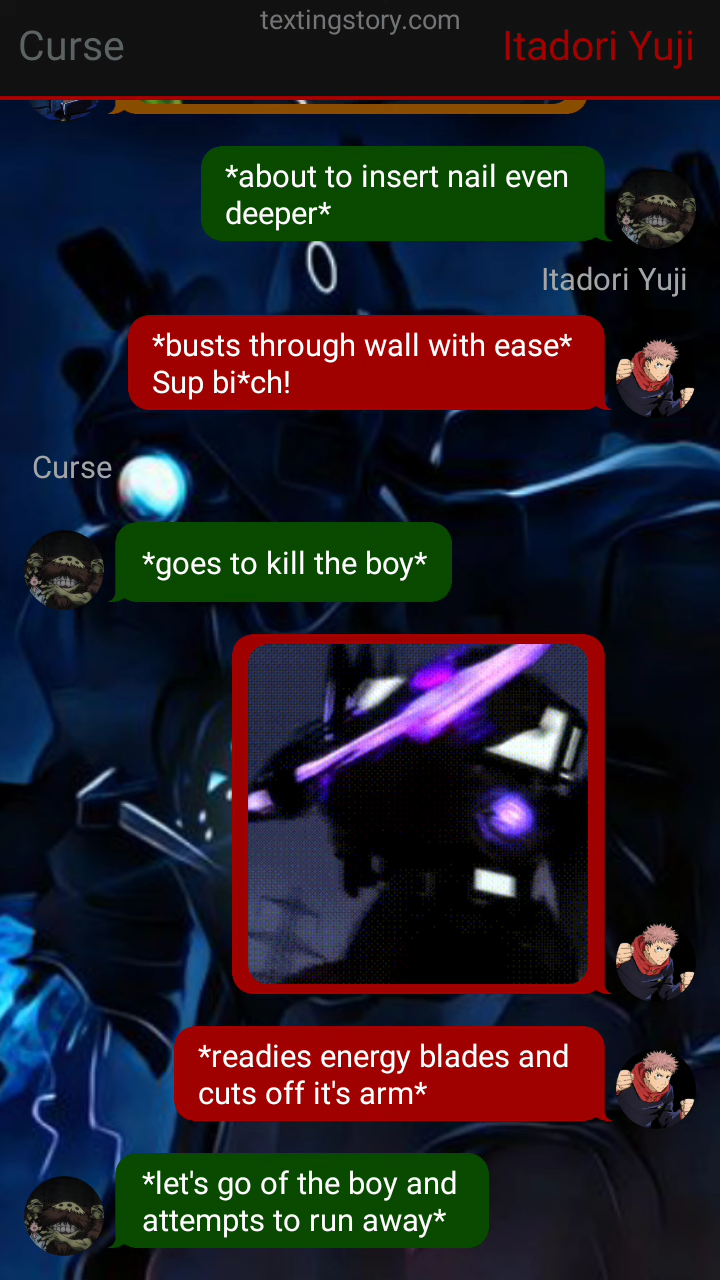 textingstory.com
Curse
Itadori Yuji
*about to insert nail even
deeper*
Itadori Yuji
*busts through wall with ease*
Sup bi*ch!
Curse
*goes to kill the boy*
*readies energy blades and
cuts off it's arm*
*let's go of the boy and
attempts to run away*